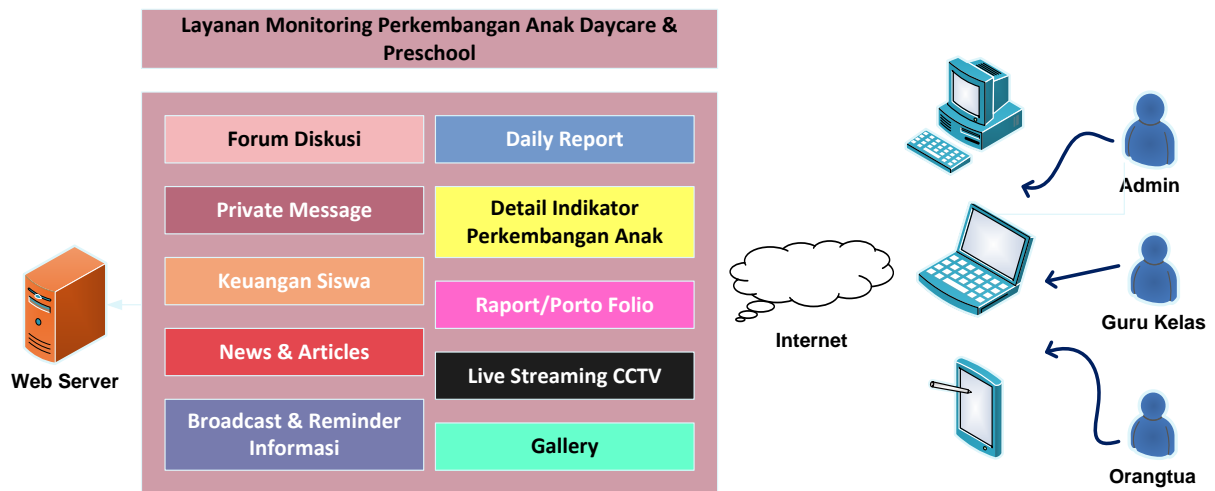 Layanan Monitoring Perkembangan Anak Daycare &
Preschool
Forum Diskusi
Daily Report
Private Message
Detail Indikator
Perkembangan Anak
Keuangan Siswa
Raport/Porto Folio
News & Articles
Live Streaming CCTV
Broadcast & Reminder
Informasi
Gallery
Web Server
Internet
Admin
Guru Kelas
Orangtua